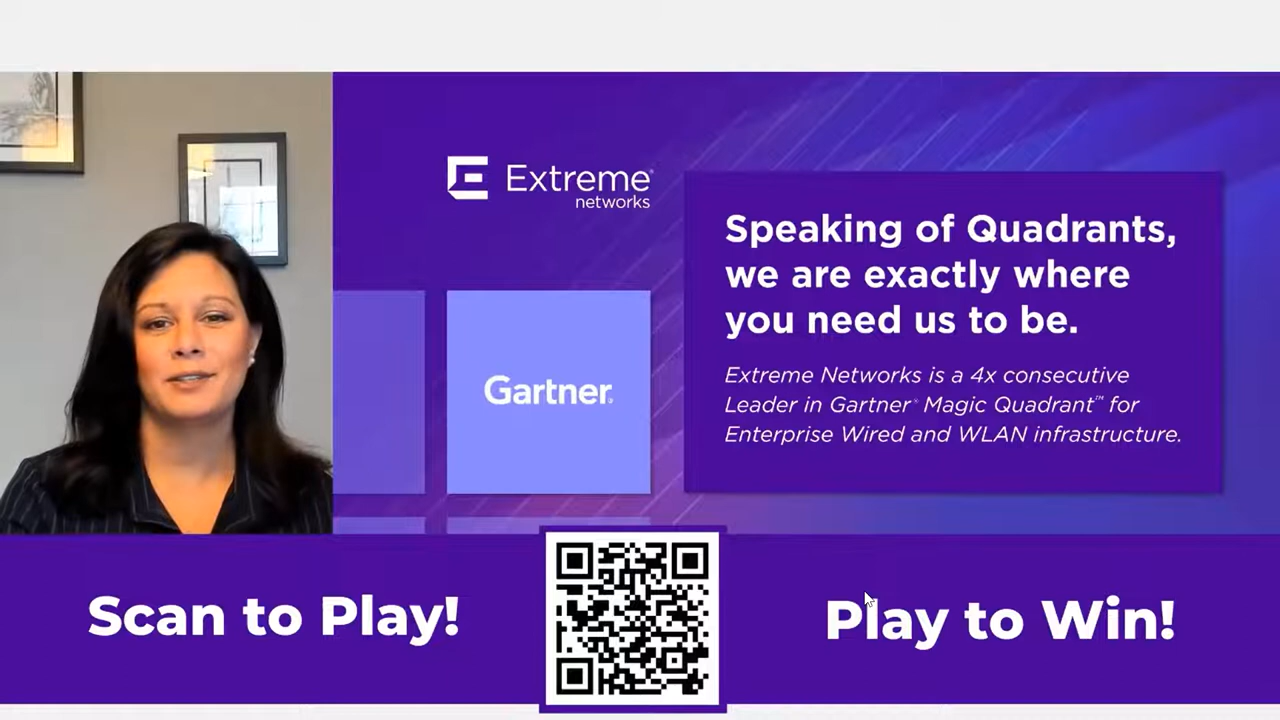 Extreme®
networks
Speaking of Quadrants,
we are exactly where
you need us to be.
Gartner®
Extreme Networks is a 4x consecutive
Leader in Gartner® Magic Quadrant™ for
Enterprise Wired and WLAN infrastructure.
Scan to Play!
Play to Win!